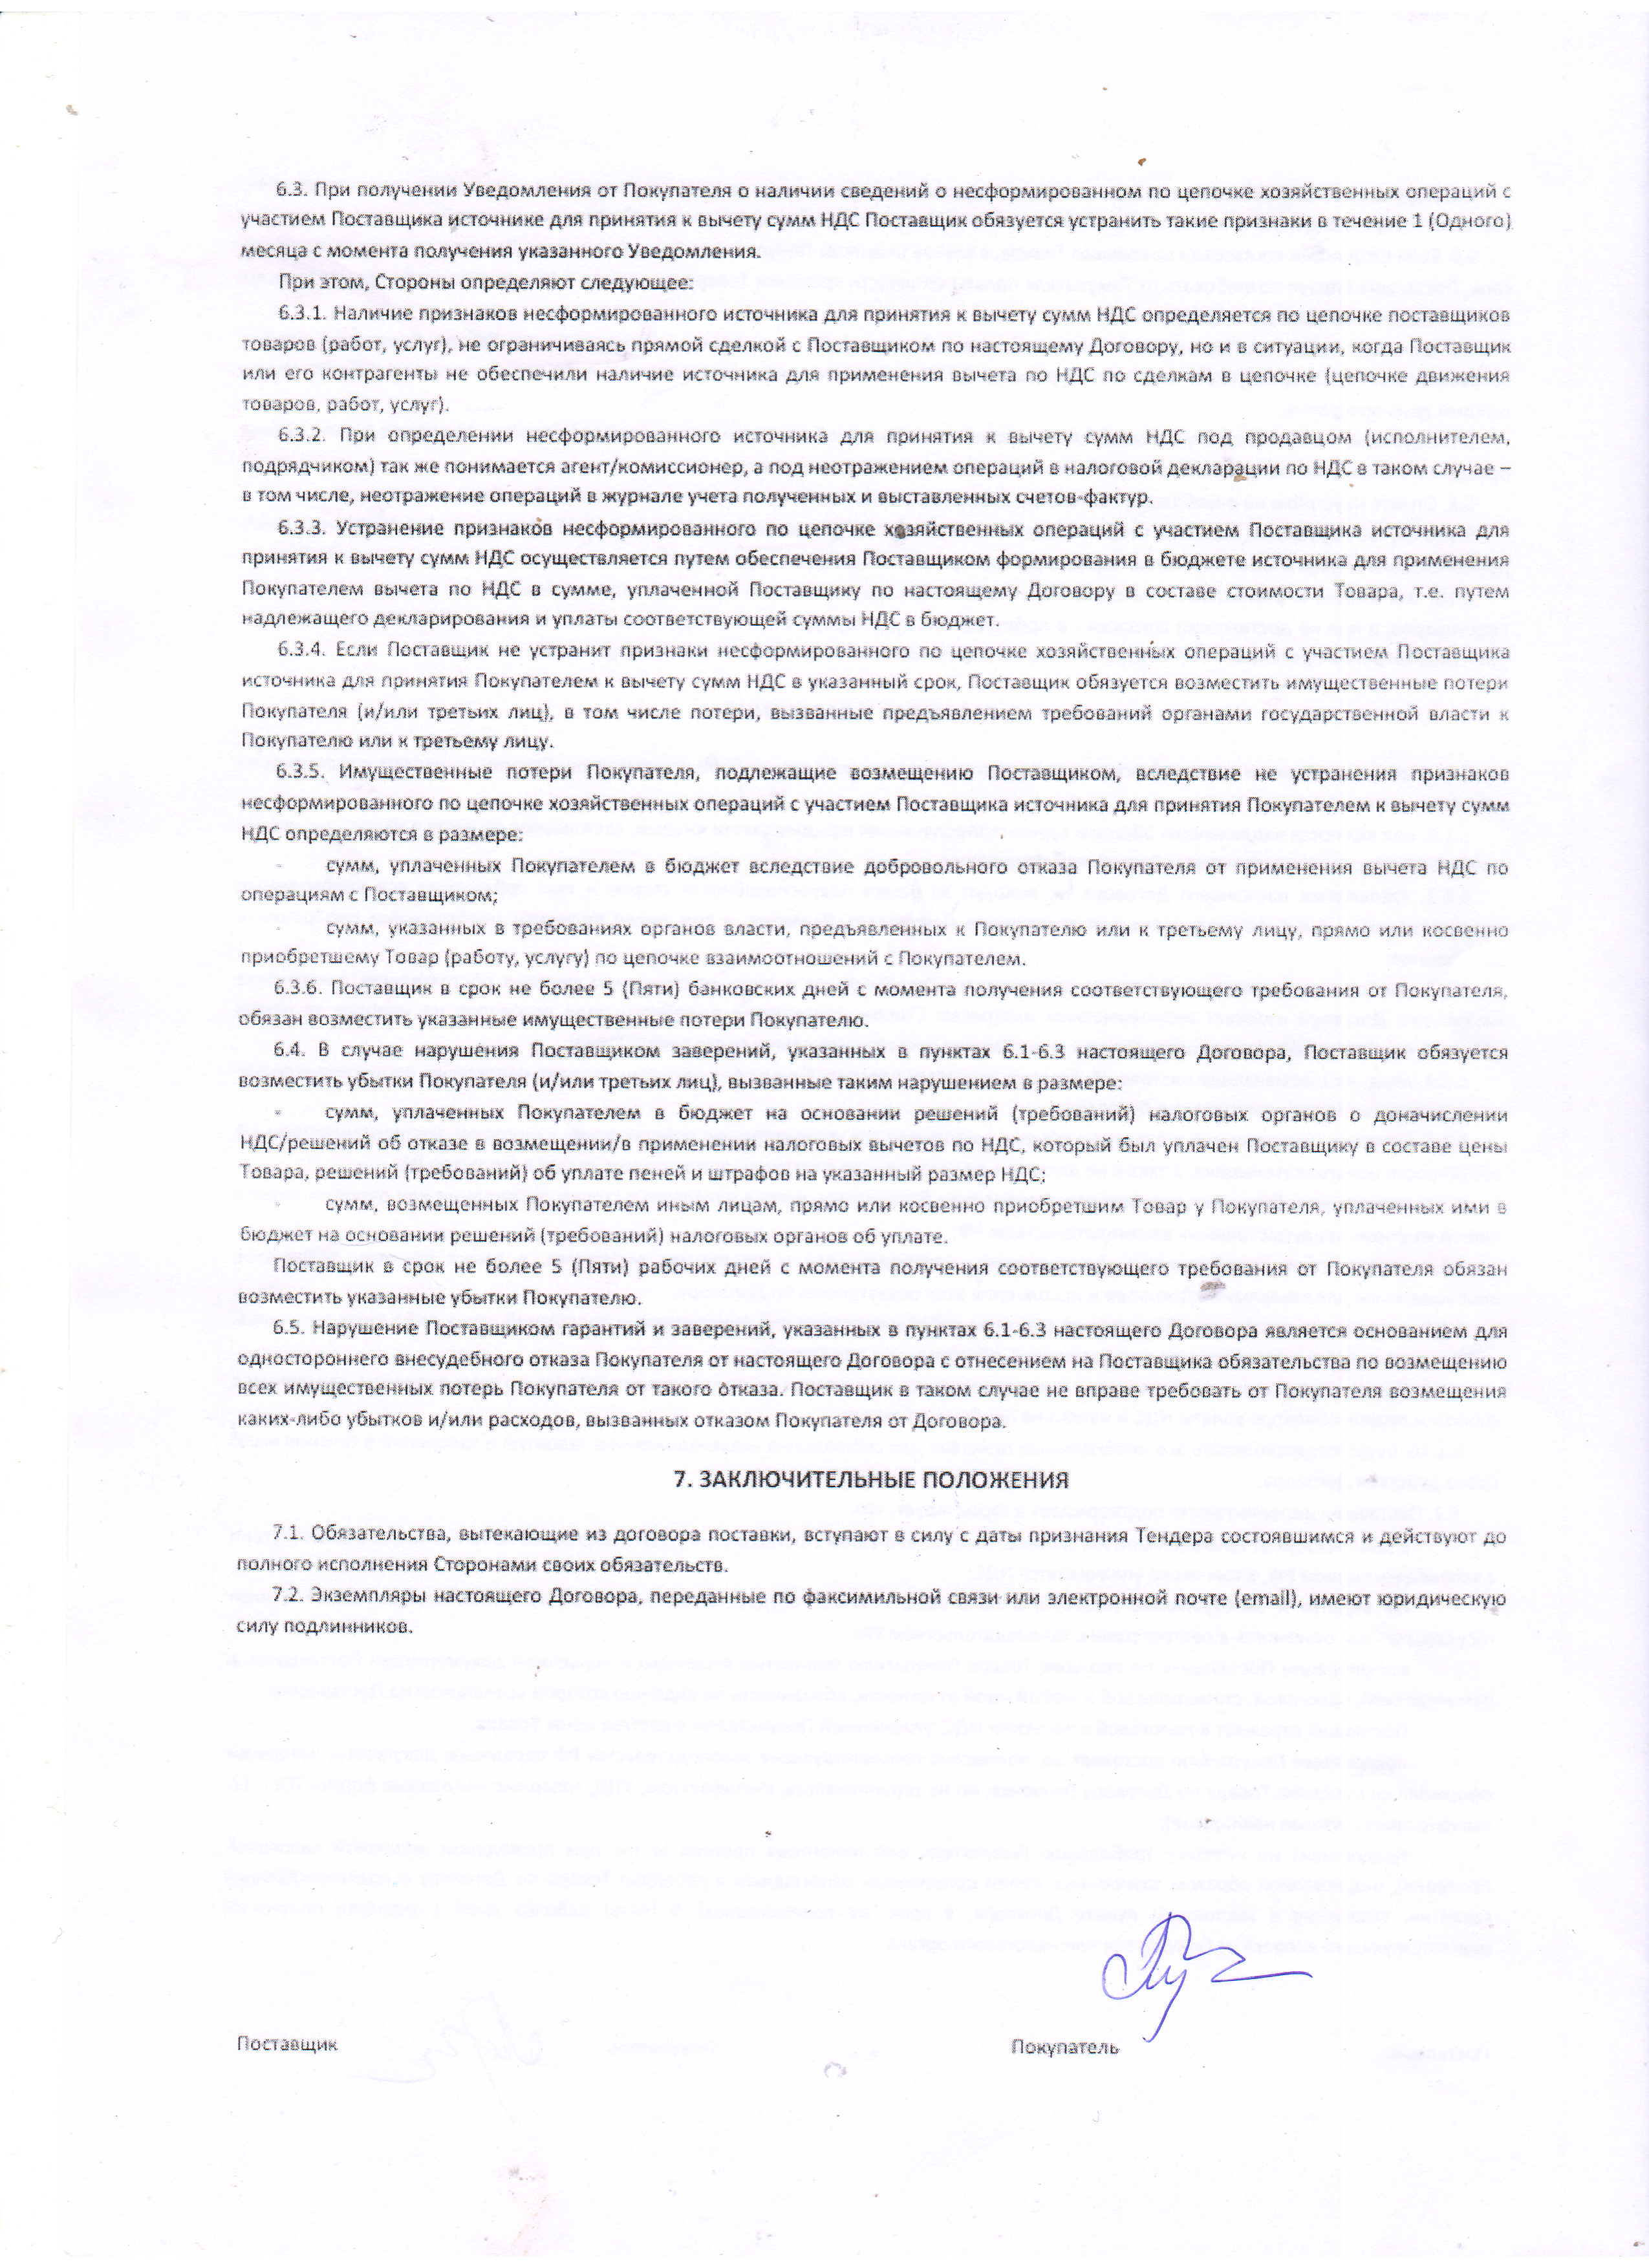 6.3. При получении Уведомления от Покупателя о наличии сведений о несформированном по цепочке хозяйственных операций с
участием Поставщика источнике для принятия к вычету сумм НДС Поставщик обязуется устранить такие признаки в течение 1 (Одного)
месяца с момента получения указанного Уведомления.
При этом, Стороны определяют следующее:
6.3.1. Наличие признаков несформированного источника для принятия к вычету сумм НДС определяется по цепочке поставщиков
товаров (работ, услуг), не ограничиваясь прямой сделкой с Поставщиком по настоящему Договору, но и в ситуации, когда Поставщик
или его контрагенты не обеспечили наличие источника для применения вычета по НДС по сделкам в цепочке (цепочке движения
товаров, работ, услуг).
6.3.2. При определении несформированного источника для принятия к вычету сумм НДС под продавцом (исполнителем,
подрядчиком) так же понимается агент/комиссионер, а под неотражением операций в налоговой декларации по НДС в таком случае –
в том числе, неотражение операций в журнале учета полученных и выставленных счетов-фактур.
6.3.3. Устранение признаков несформированного по цепочке хозяйственных операций с участием Поставщика источника для
принятия к вычету сумм НДС осуществляется путем обеспечения Поставщиком формирования в бюджете источника для применения
Покупателем вычета по НДС в сумме, уплаченной Поставщику по настоящему Договору в составе стоимости Товара, т.е. путем
надлежащего декларирования и уплаты соответствующей суммы НДС в бюджет.
6.3.4. Если Поставщик не устранит признаки несформированного по цепочке хозяйственных операций с участием Поставщика
источника для принятия Покупателем к вычету сумм НДС в указанный срок, Поставщик обязуется возместить имущественные потери
Покупателя (и/или третьих лиц), в том числе потери, вызванные предъявлением требований органами государственной власти к
Покупателю или к третьему лицу.
6.3.5. Имущественные потери Покупателя, подлежащие возмещению Поставщиком, вследствие не устранения признаков
несформированного по цепочке хозяйственных операций с участием Поставщика источника для принятия Покупателем к вычету сумм
НДС определяются в размере:
- сумм, уплаченных Покупателем в бюджет вследствие добровольного отказа Покупателя от применения вычета НДС по
операциям с Поставщиком;
- сумм, указанных в требованиях органов власти, предъявленных к Покупателю или к третьему лицу, прямо или косвенно
приобретшему Товар (работу, услугу) по цепочке взаимоотношений с Покупателем.
6.3.6. Поставщик в срок не более 5 (Пяти) банковских дней с момента получения соответствующего требования от Покупателя,
обязан возместить указанные имущественные потери Покупателю.
6.4. В случае нарушения Поставщиком заверений, указанных в пунктах 6.1-6.3 настоящего Договора, Поставщик обязуется
возместить убытки Покупателя (и/или третьих лиц), вызванные таким нарушением в размере:
- сумм, уплаченных Покупателем в бюджет на основании решений (требований) налоговых органов о доначислении
НДС/решений об отказе в возмещении/в применении налоговых вычетов по НДС, который был уплачен Поставщику в составе цены
Товара, решений (требований) об уплате пеней и штрафов на указанный размер НДС;
- сумм, возмещенных Покупателем иным лицам, прямо или косвенно приобретшим Товар у Покупателя, уплаченных ими в
бюджет на основании решений (требований) налоговых органов об уплате.
Поставщик в срок не более 5 (Пяти) рабочих дней с момента получения соответствующего требования от Покупателя обязан
возместить указанные убытки Покупателю.
6.5. Нарушение Поставщиком гарантий и заверений, указанных в пунктах 6.1-6.3 настоящего Договора является основанием для
одностороннего внесудебного отказа Покупателя от настоящего Договора с отнесением на Поставщика обязательства по возмещению
всех имущественных потерь Покупателя от такого отказа. Поставщик в таком случае не вправе требовать от Покупателя возмещения
каких-либо убытков и/или расходов, вызванных отказом Покупателя от Договора.
7. ЗАКЛЮЧИТЕЛЬНЫЕ ПОЛОЖЕНИЯ
7.1. Обязательства, вытекающие из договора поставки, вступают в силу с даты признания Тендера состоявшимся и действуют до
полного исполнения Сторонами своих обязательств.
7.2. Экземпляры настоящего Договора, переданные по факсимильной связи или электронной почте (email), имеют юридическую
силу подлинников.
Поставщик
Покупатель